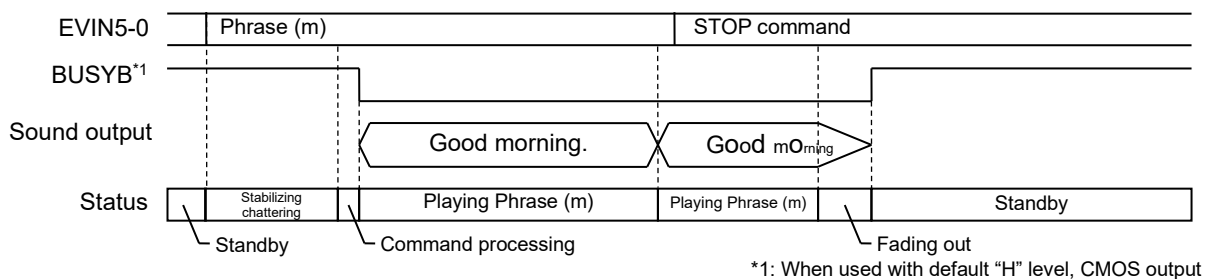 EVIN5-0 Phrase (m) STOP command
BUSYB*1
Sound output Good morning. Good morning
Status Stabilizing chattering Playing Phrase (m) Playing Phrase (m) Standby
Standby Command processing Fading out
*1: When used with default “H” level, CMOS output